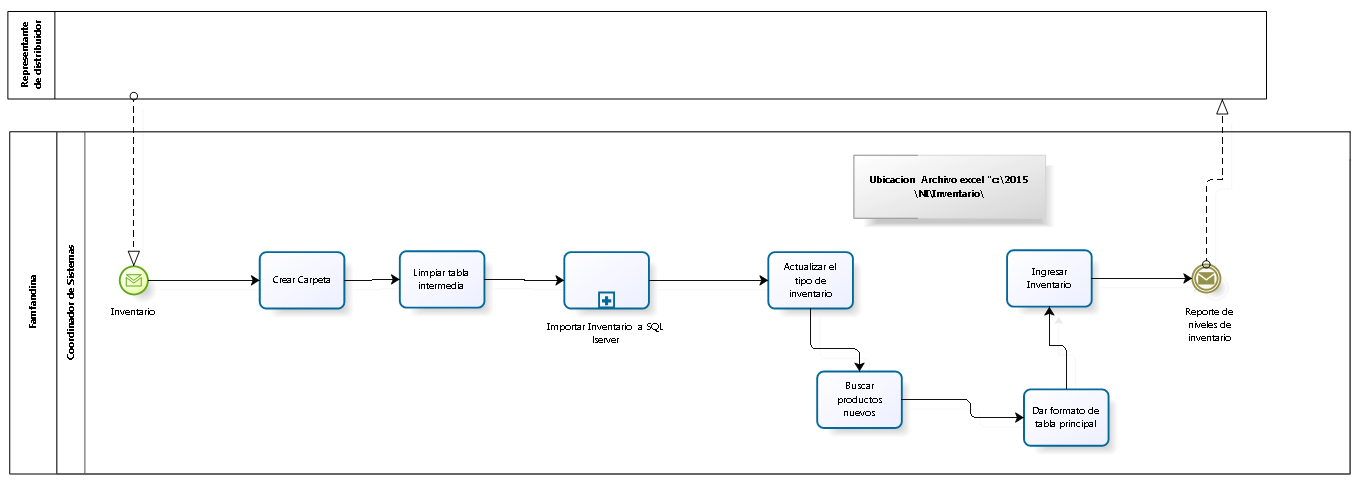 Representante
de distribuidor
Famfandina
Coordinador de Sistemas
Ubicacion Archivo excel "c:\2015
\NI\Inventario\
Inventario
Crear Carpeta
Limpiar tabla
intermedia
Importar Inventario a SQL
lserver
Actualizar el
tipo de
inventario
Buscar
productos
nuevos
Dar formato de
tabla principal
Ingresar
Inventario
Reporte de
niveles de
inventario